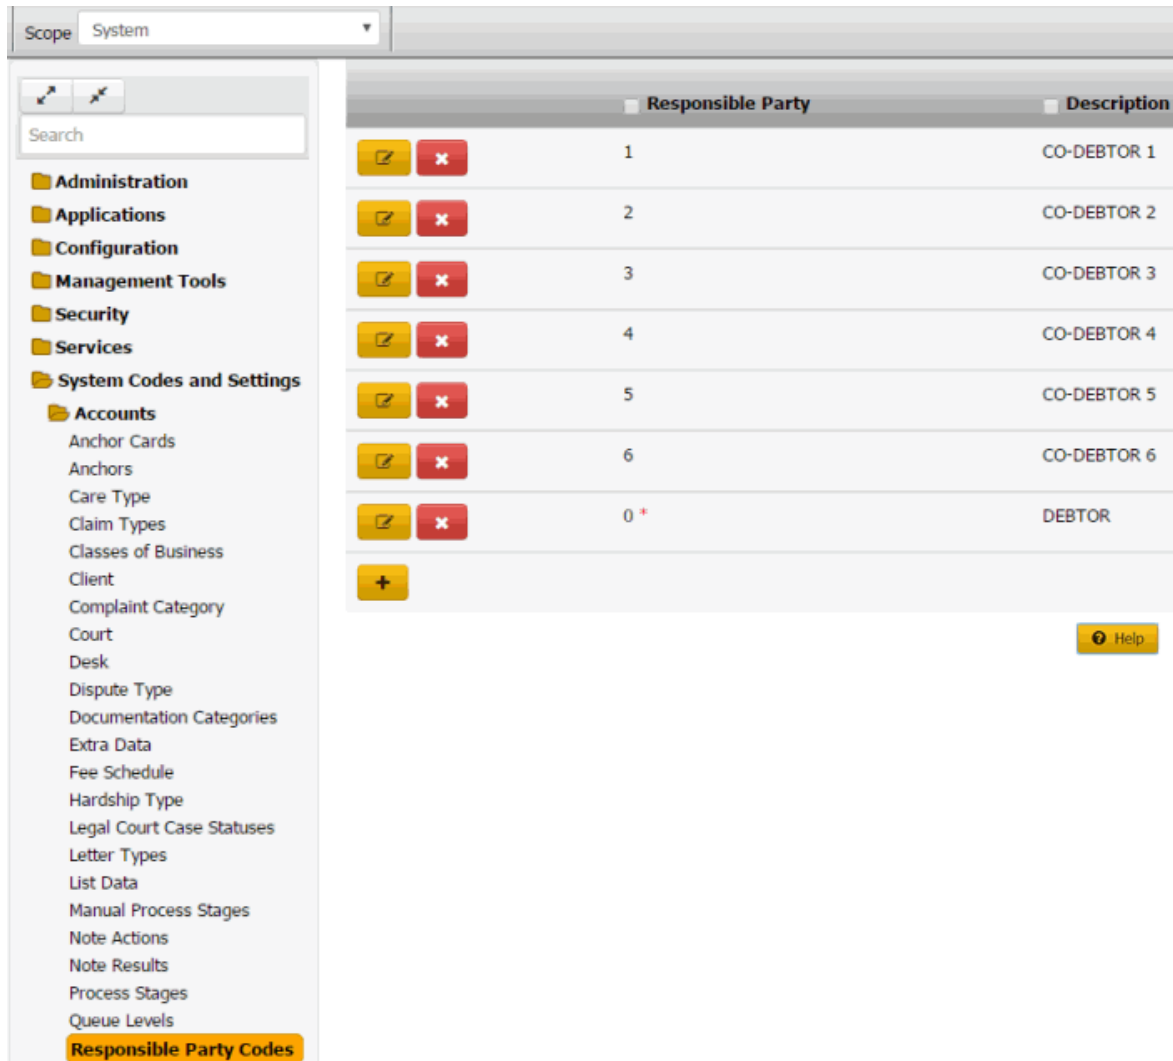 Scope System
Search
Administration
Applications
Configuration
Management Tools
Security
Services
System Codes and Settings
Accounts
Anchor Cards
Anchors
Care Type
Claim Types
Classes of Business
Client
Complaint Category
Court
Desk
Dispute Type
Documentation Categories
Extra Data
Fee Schedule
Hardship Type
Legal Court Case Statuses
Letter Types
List Data
Manual Process Stages
Note Actions
Note Results
Process Stages
Queue Levels
Responsible Party Codes
Responsible Party Description
1 CO-DEBTOR 1
2 CO-DEBTOR 2
3 CO-DEBTOR 3
4 CO-DEBTOR 4
5 CO-DEBTOR 5
6 CO-DEBTOR 6
0 * DEBTOR
Help